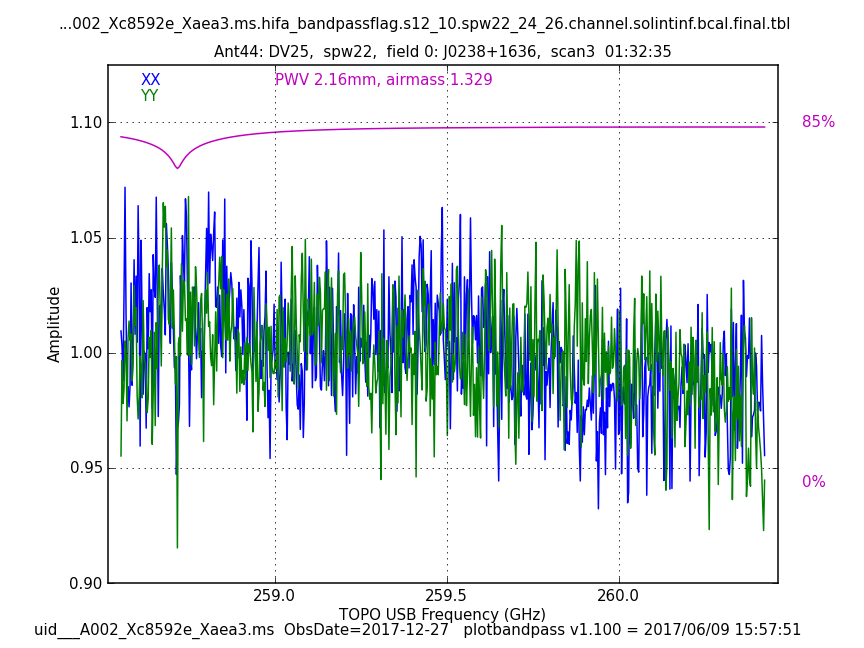 ...002_Xc8592e_Xaea3.ms.hifa_bandpassflag.s12_10.spw22_24_26.channel.solintinf.bcal.final.tbl
Ant44: DV25,  spw22,  field 0: J0238+1636,  scan3  01:32:35
XX
PWV 2.16mm, airmass 1.329
YY
1.10
85%
1.05
Amplitude
1.00
0.95
0%
0.90
259.0
259.5
260.0
TOPO USB Frequency (GHz)
uid___A002_Xc8592e_Xaea3.ms  ObsDate=2017-12-27   plotbandpass v1.100 = 2017/06/09 15:57:51